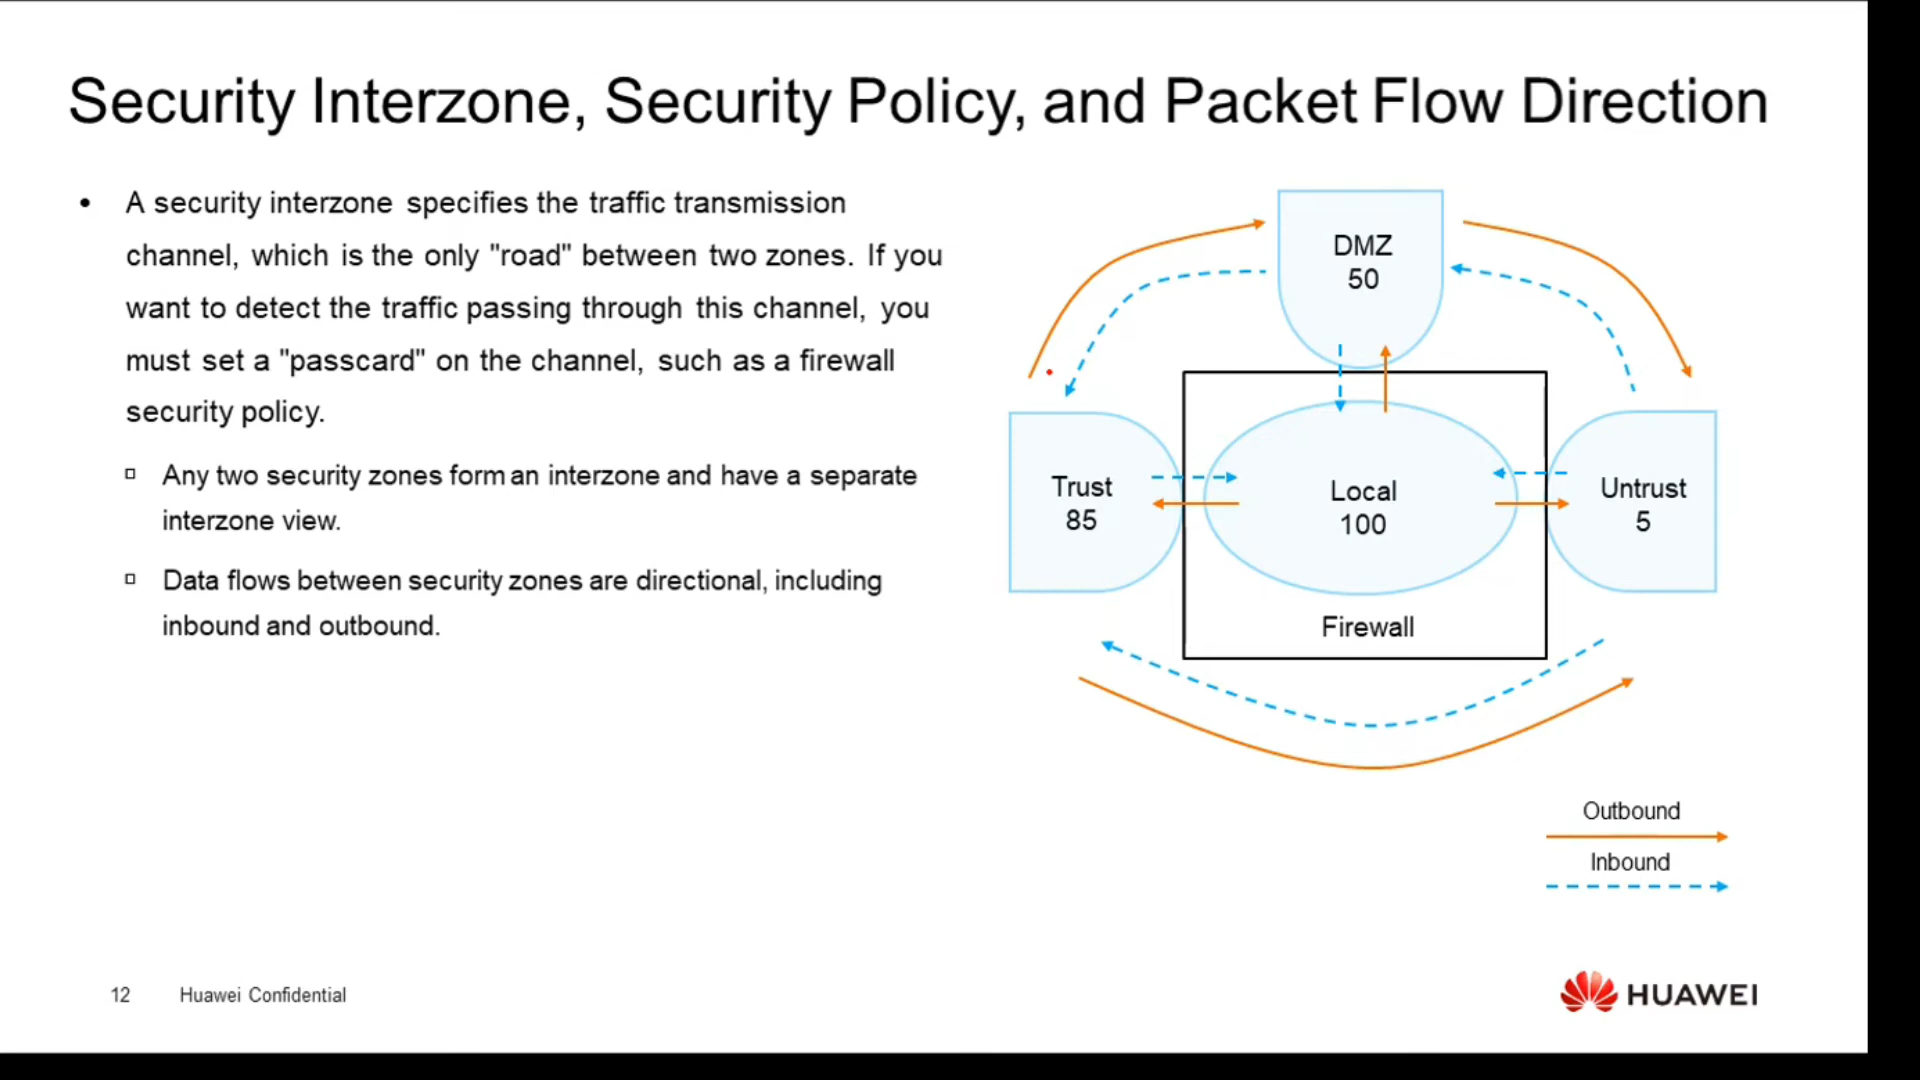 Security Interzone, Security Policy, and Packet Flow Direction
• A security interzone specifies the traffic transmission
channel, which is the only "road" between two zones. If you
want to detect the traffic passing through this channel, you
must set a "passcard" on the channel, such as a firewall
security policy.
▫ Any two security zones form an interzone and have a separate
interzone view.
▫ Data flows between security zones are directional, including
inbound and outbound.
DMZ
50
Trust
85
Local
100
Untrust
5
Firewall
Outbound
Inbound
12 Huawei Confidential
HUAWEI